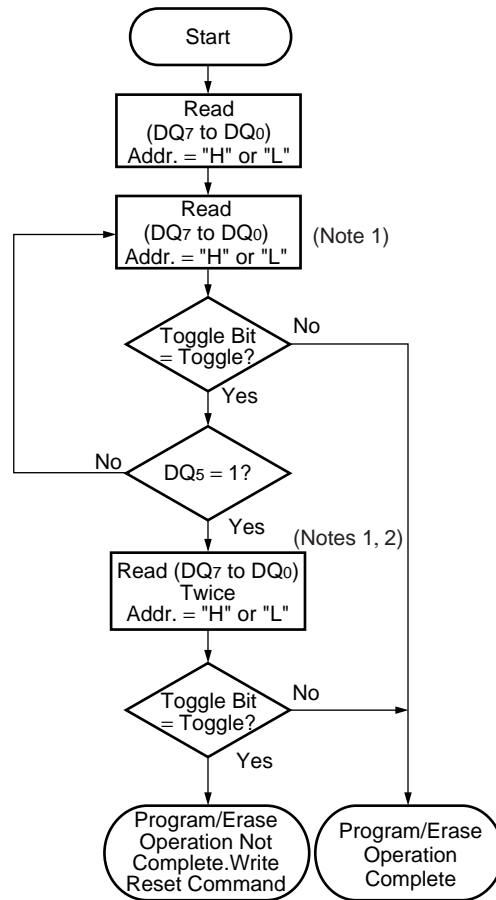 Start
Read
(DQ7 to DQ0)
Addr. = "H" or "L"
Read
(DQ7 to DQ0)
Addr. = "H" or "L"
(Note 1)
Toggle Bit
= Toggle?
No
Yes
DQ5 = 1?
No
Yes
(Notes 1, 2)
Read (DQ7 to DQ0)
Twice
Addr. = "H" or "L"
Toggle Bit
= Toggle?
No
Yes
Program/Erase
Operation Not
Complete.Write
Reset Command
Program/Erase
Operation
Complete